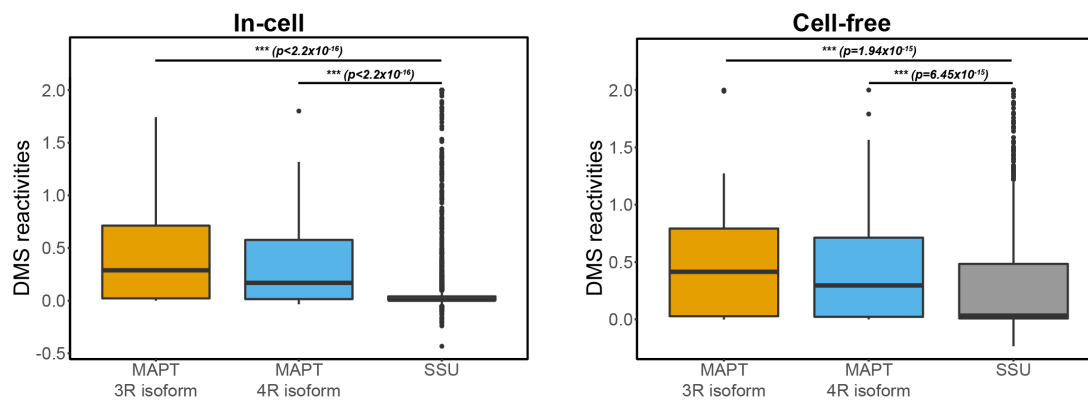 In-cell
*** (p<2.2x10⁻¹⁶)
*** (p<2.2x10⁻¹⁶)
DMS reactivities
2.0
1.5
1.0
0.5
0.0
-0.5
MAPT
3R isoform
MAPT
4R isoform
SSU
Cell-free
*** (p=1.94x10⁻¹⁵)
*** (p=6.45x10⁻¹⁵)
DMS reactivities
2.0
1.5
1.0
0.5
0.0
MAPT
3R isoform
MAPT
4R isoform
SSU